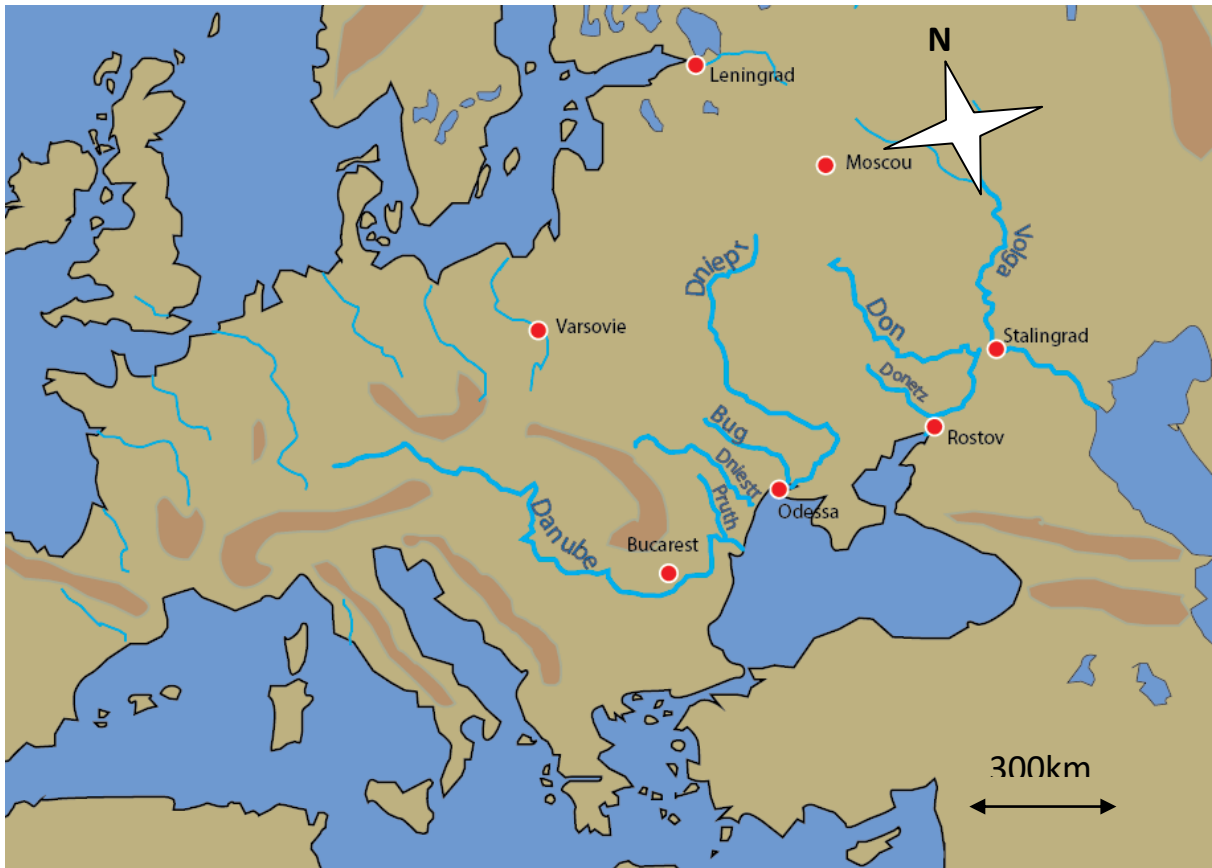 N
Leningrad
Moscou
Volga
Dniepr
Don
Varsovie
Stalingrad
Donetz
Bug
Rostov
Dniestr
Pruth
Odessa
Danube
Bucarest
300km